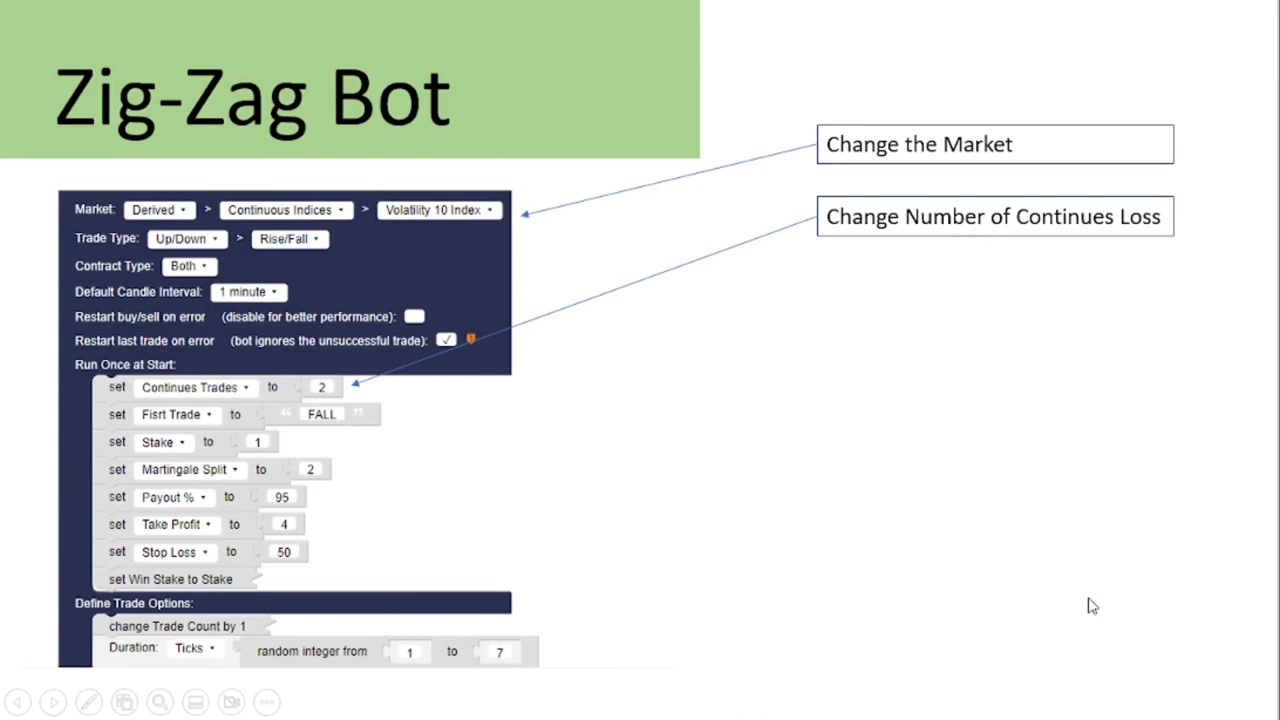 Zig-Zag Bot
Change the Market
Change Number of Continues Loss
Market: Derived > Continuous Indices > Volatility 10 Index
Trade Type: Up/Down > Rise/Fall
Contract Type: Both
Default Candle Interval: 1 minute
Restart buy/sell on error (disable for better performance):
Restart last trade on error (bot ignores the unsuccessful trade): ✓
Run Once at Start:
set Continues Trades to 2
set Fisrt Trade to “ FALL ”
set Stake to 1
set Martingale Split to 2
set Payout % to 95
set Take Profit to 4
set Stop Loss to 50
set Win Stake to Stake
Define Trade Options:
change Trade Count by 1
Duration: Ticks random integer from 1 to 7